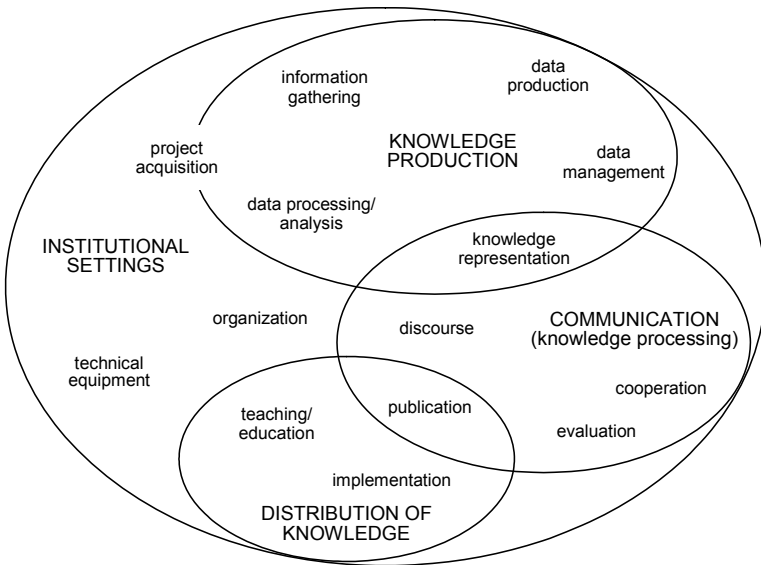 information
gathering
data
production
project
acquisition
KNOWLEDGE
PRODUCTION
data
management
data processing/
analysis
INSTITUTIONAL
SETTINGS
knowledge
representation
organization
discourse
COMMUNICATION
(knowledge processing)
technical
equipment
cooperation
teaching/
education
publication
evaluation
implementation
DISTRIBUTION OF
KNOWLEDGE